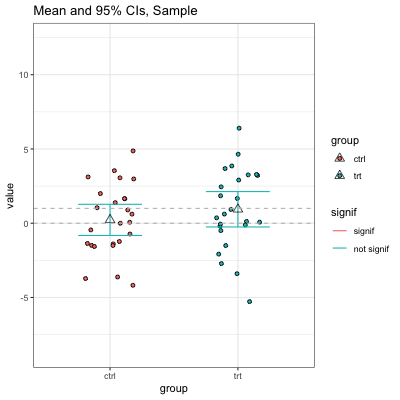 Mean and 95% CIs, Sample
value
10
5
0
-5
ctrl
trt
group
group
ctrl
trt
signif
signif
not signif